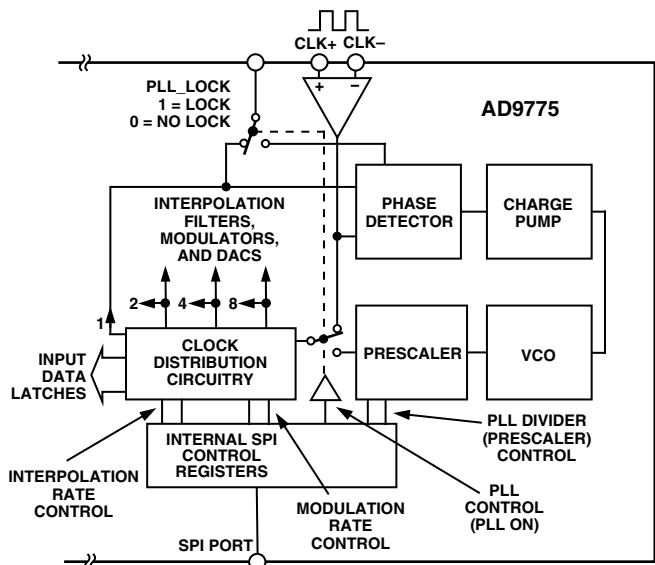 CLK+ CLK–
+ –
PLL_LOCK
1 = LOCK
0 = NO LOCK
AD9775
INTERPOLATION
FILTERS,
MODULATORS,
AND DACS
PHASE
DETECTOR
CHARGE
PUMP
2 4 8
1
CLOCK
DISTRIBUTION
CIRCUITRY
PRESCALER
VCO
INPUT
DATA
LATCHES
INTERNAL SPI
CONTROL
REGISTERS
PLL DIVIDER
(PRESCALER)
CONTROL
INTERPOLATION
RATE
CONTROL
MODULATION
RATE
CONTROL
PLL
CONTROL
(PLL ON)
SPI PORT